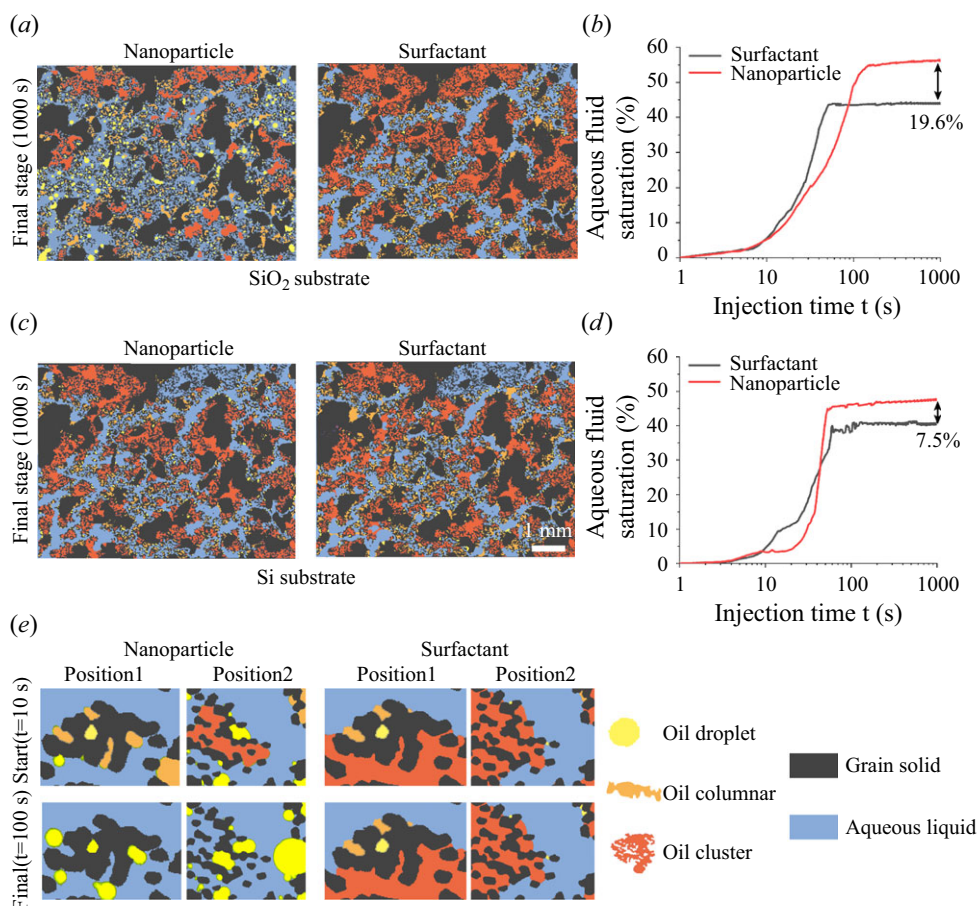 (a)
Nanoparticle
Surfactant
Final stage (1000 s)
SiO2 substrate
(b)
60
50
40
30
20
10
0
Aqueous fluid
saturation (%)
Surfactant
Nanoparticle
19.6%
1
10
100
1000
Injection time t (s)
(c)
Nanoparticle
Surfactant
Final stage (1000 s)
1 mm
Si substrate
(d)
60
50
40
30
20
10
0
Aqueous fluid
saturation (%)
Surfactant
Nanoparticle
7.5%
1
10
100
1000
Injection time t (s)
(e)
Nanoparticle
Surfactant
Position1
Position2
Position1
Position2
Start(t=10 s)
Final(t=100 s)
Oil droplet
Oil columnar
Oil cluster
Grain solid
Aqueous liquid